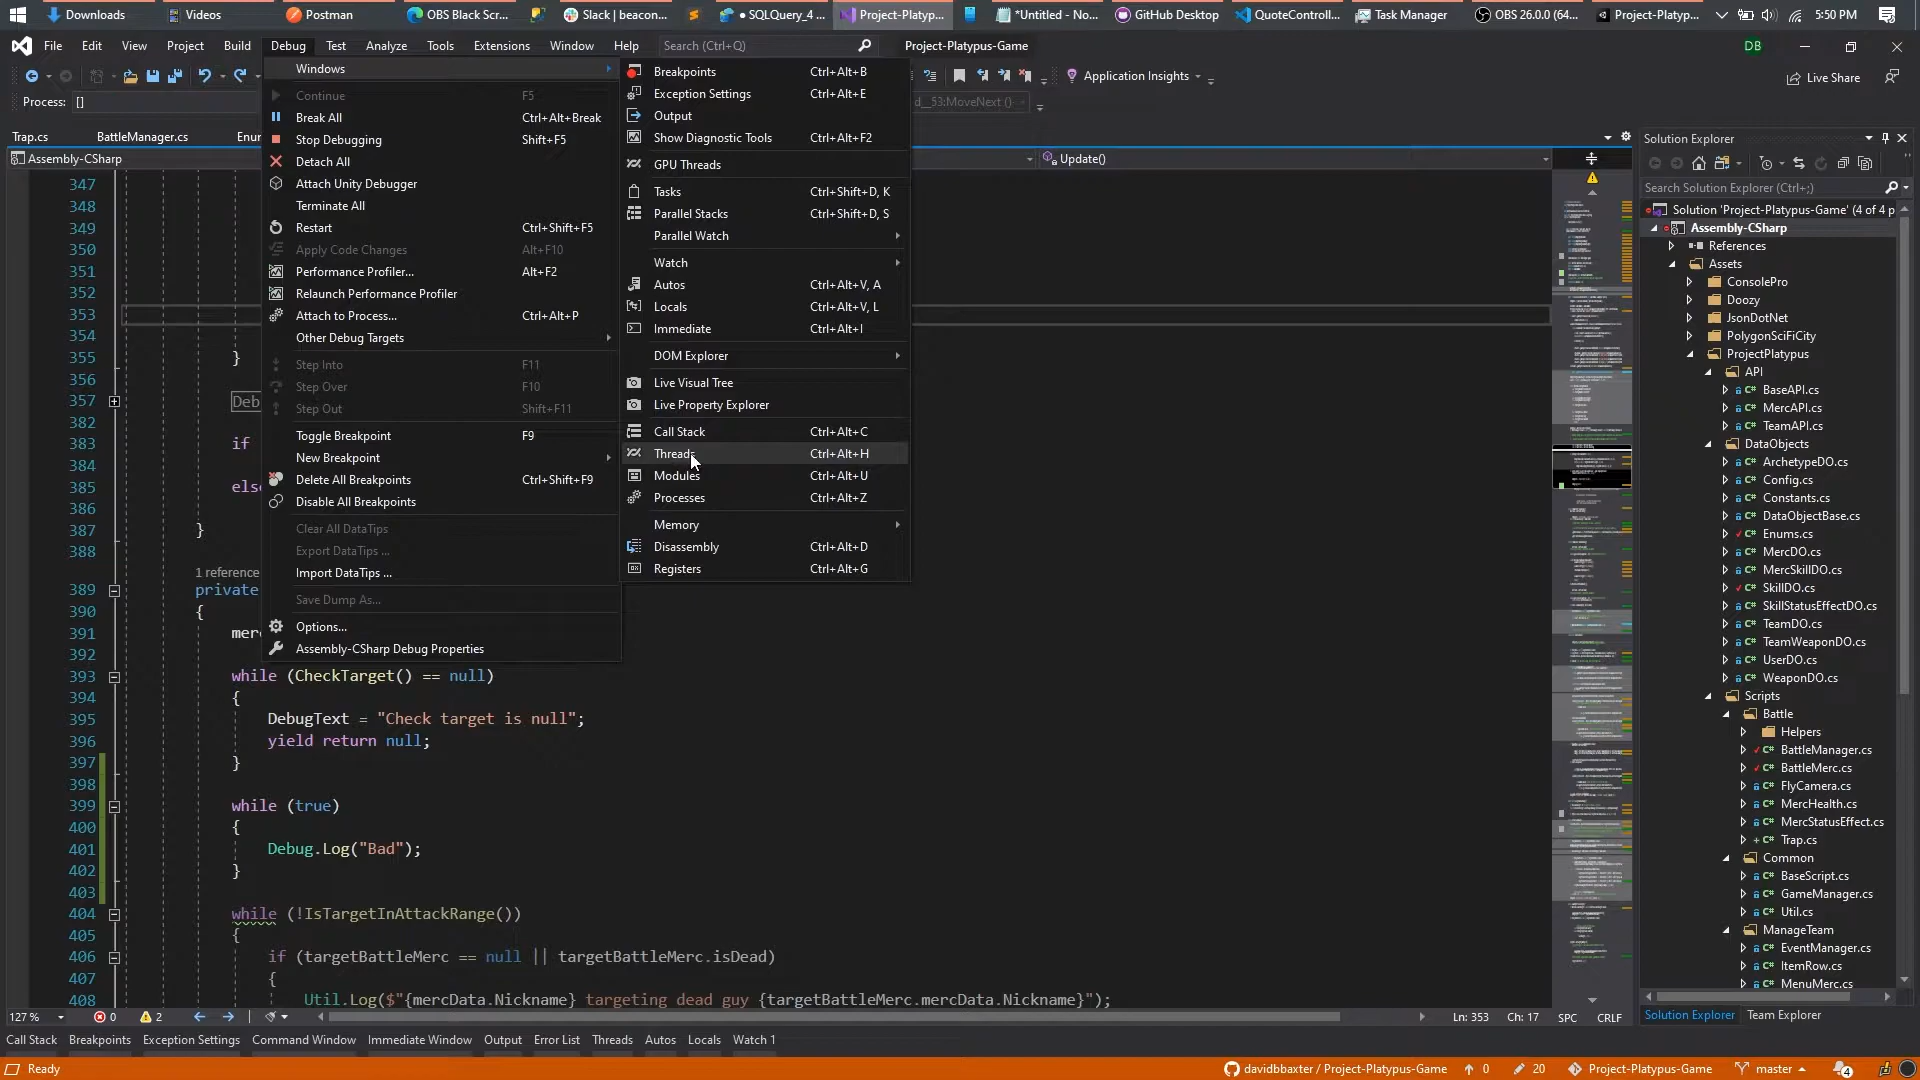 Downloads
Videos
Postman
OBS Black Scr...
Slack | beacon...
• SQLQuery_4 ...
Project-Platyp...
*Untitled - No...
GitHub Desktop
QuoteControll...
Task Manager
OBS 26.0.0 (64...
Project-Platyp...
5:50 PM
File
Edit
View
Project
Build
Debug
Test
Analyze
Tools
Extensions
Window
Help
Search (Ctrl+Q)
Project-Platypus-Game
DB
Application Insights
Live Share
Process:
[]
d__53:MoveNext ()
Trap.cs
BattleManager.cs
Enum
Assembly-CSharp
Update()
Windows
Continue F5
Break All Ctrl+Alt+Break
Stop Debugging Shift+F5
Detach All
Attach Unity Debugger
Terminate All
Restart Ctrl+Shift+F5
Apply Code Changes Alt+F10
Performance Profiler... Alt+F2
Relaunch Performance Profiler
Attach to Process... Ctrl+Alt+P
Other Debug Targets
Step Into F11
Step Over F10
Step Out Shift+F11
Toggle Breakpoint F9
New Breakpoint
Delete All Breakpoints Ctrl+Shift+F9
Disable All Breakpoints
Clear All DataTips
Export DataTips ...
Import DataTips ...
Save Dump As...
Options...
Assembly-CSharp Debug Properties
Breakpoints Ctrl+Alt+B
Exception Settings Ctrl+Alt+E
Output
Show Diagnostic Tools Ctrl+Alt+F2
GPU Threads
Tasks Ctrl+Shift+D, K
Parallel Stacks Ctrl+Shift+D, S
Parallel Watch
Watch
Autos Ctrl+Alt+V, A
Locals Ctrl+Alt+V, L
Immediate Ctrl+Alt+I
DOM Explorer
Live Visual Tree
Live Property Explorer
Call Stack Ctrl+Alt+C
Threads Ctrl+Alt+H
Modules Ctrl+Alt+U
Processes Ctrl+Alt+Z
Memory
Disassembly Ctrl+Alt+D
Registers Ctrl+Alt+G
347
348
349
350
351
352
353
354
355 }
356
357 Deb
382
383 if
384
385 els
386
387 }
388
1 reference
389 private
390 {
391 mer
392
393 while (CheckTarget() == null)
394 {
395 DebugText = "Check target is null";
396 yield return null;
397 }
398
399 while (true)
400 {
401 Debug.Log("Bad");
402 }
403
404 while (!IsTargetInAttackRange())
405 {
406 if (targetBattleMerc == null || targetBattleMerc.isDead)
407 {
408 Util.Log($"{mercData.Nickname} targeting dead guy {targetBattleMerc.mercData.Nickname}");
Solution Explorer
Search Solution Explorer (Ctrl+;)
Solution 'Project-Platypus-Game' (4 of 4 p
Assembly-CSharp
References
Assets
ConsolePro
Doozy
JsonDotNet
PolygonSciFiCity
ProjectPlatypus
API
BaseAPI.cs
MercAPI.cs
TeamAPI.cs
DataObjects
ArchetypeDO.cs
Config.cs
Constants.cs
DataObjectBase.cs
Enums.cs
MercDO.cs
MercSkillDO.cs
SkillDO.cs
SkillStatusEffectDO.cs
TeamDO.cs
TeamWeaponDO.cs
UserDO.cs
WeaponDO.cs
Scripts
Battle
Helpers
BattleManager.cs
BattleMerc.cs
FlyCamera.cs
MercHealth.cs
MercStatusEffect.cs
Trap.cs
Common
BaseScript.cs
GameManager.cs
Util.cs
ManageTeam
EventManager.cs
ItemRow.cs
MenuMerc.cs
Solution Explorer
Team Explorer
127 %
0
2
Ln: 353
Ch: 17
SPC
CRLF
Call Stack
Breakpoints
Exception Settings
Command Window
Immediate Window
Output
Error List
Threads
Autos
Locals
Watch 1
Ready
davidbbaxter / Project-Platypus-Game
0
20
Project-Platypus-Game
master
4